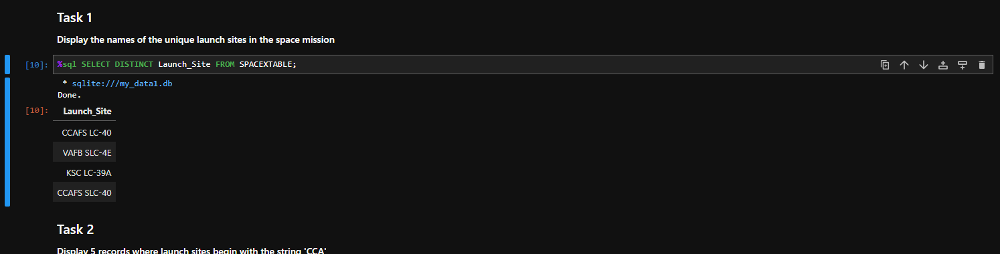 Task 1
Display the names of the unique launch sites in the space mission
[10]: %sql SELECT DISTINCT Launch_Site FROM SPACEXTABLE;
* sqlite:///my_data1.db
Done.
[10]: Launch_Site
CCAFS LC-40
VAFB SLC-4E
KSC LC-39A
CCAFS SLC-40
Task 2
Display 5 records where launch sites begin with the string 'CCA'